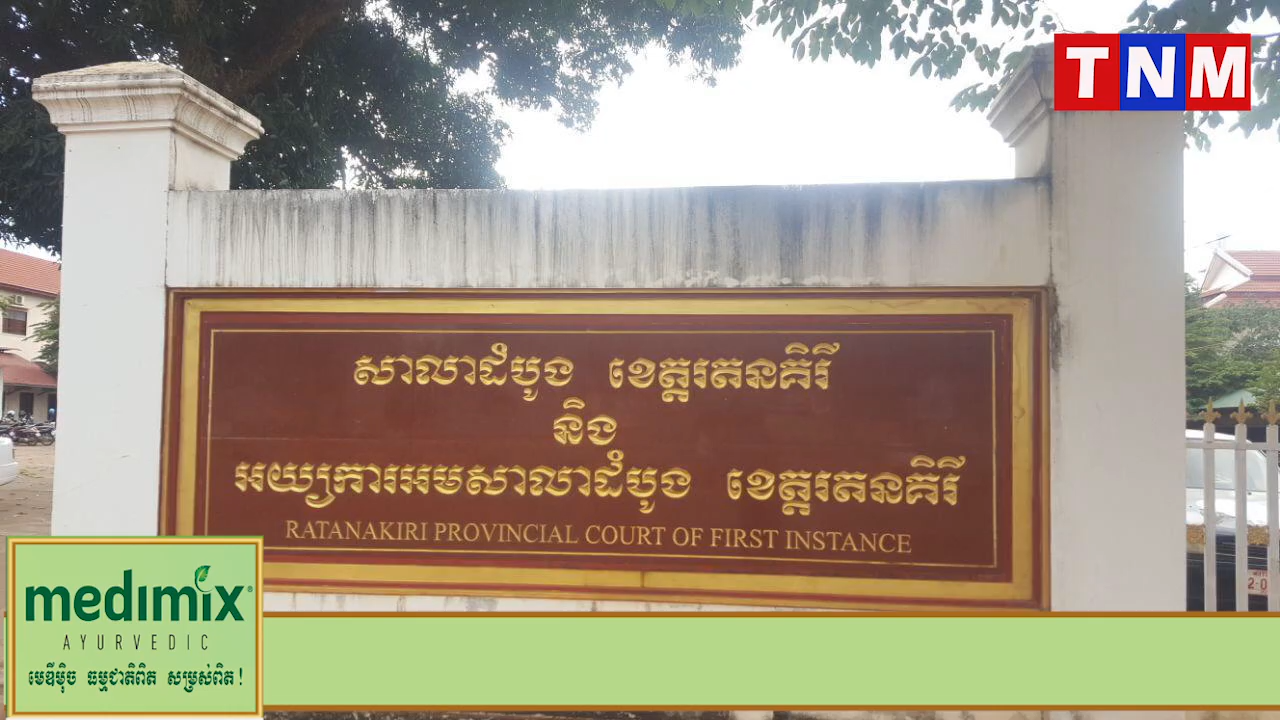 TNM
សាលាដំបូង ខេត្តរតនគិរី
និង
អយ្យការអមសាលាដំបូង ខេត្តរតនគិរី
RATANAKIRI PROVINCIAL COURT OF FIRST INSTANCE
medimix®
AYURVEDIC
មេឌីម៉ិច ធម្មជាតិពិត សម្រស់ពិត!